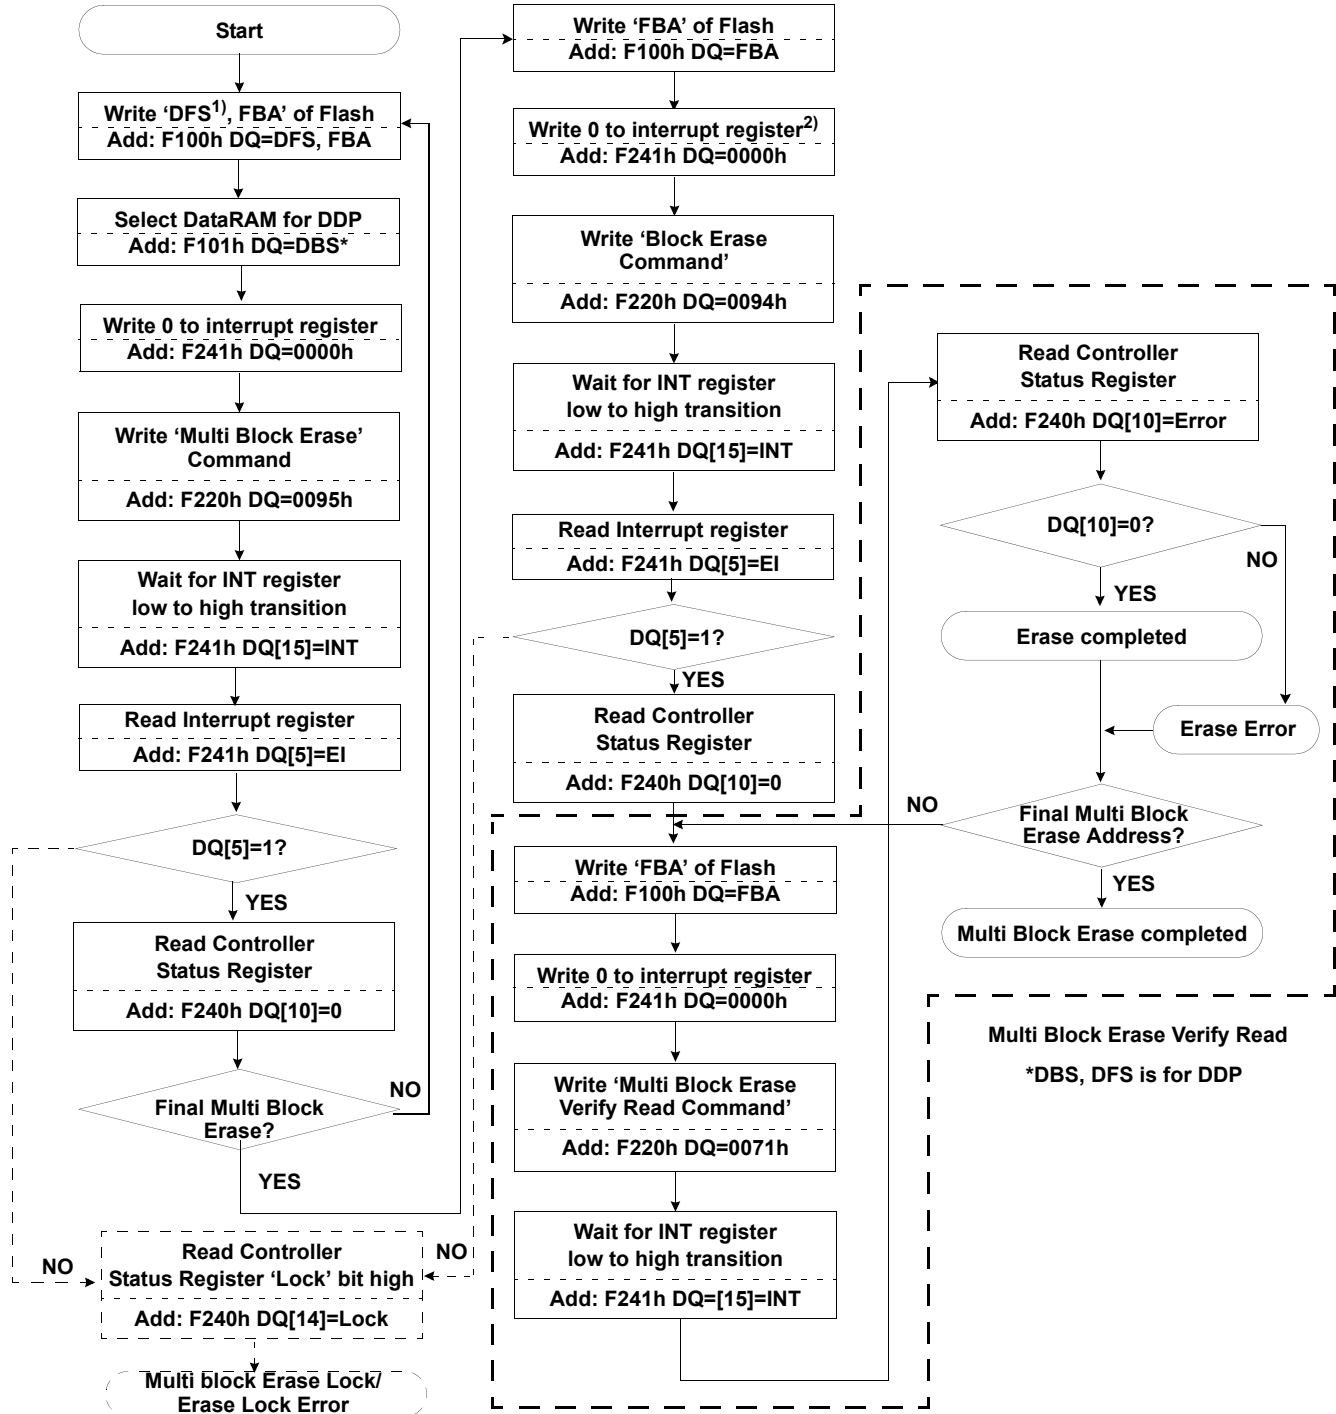 Start
Write ‘DFS1), FBA’ of Flash
Add: F100h DQ=DFS, FBA
Select DataRAM for DDP
Add: F101h DQ=DBS*
Write 0 to interrupt register
Add: F241h DQ=0000h
Write ‘Multi Block Erase’
Command
Add: F220h DQ=0095h
Wait for INT register
low to high transition
Add: F241h DQ[15]=INT
Read Interrupt register
Add: F241h DQ[5]=EI
DQ[5]=1?
YES
Read Controller
Status Register
Add: F240h DQ[10]=0
Final Multi Block
Erase?
NO
YES
NO
Read Controller
Status Register ‘Lock’ bit high
Add: F240h DQ[14]=Lock
Multi block Erase Lock/
Erase Lock Error
Write ‘FBA’ of Flash
Add: F100h DQ=FBA
Write 0 to interrupt register2)
Add: F241h DQ=0000h
Write ‘Block Erase
Command’
Add: F220h DQ=0094h
Wait for INT register
low to high transition
Add: F241h DQ[15]=INT
Read Interrupt register
Add: F241h DQ[5]=EI
DQ[5]=1?
NO
YES
Read Controller
Status Register
Add: F240h DQ[10]=0
Write ‘FBA’ of Flash
Add: F100h DQ=FBA
Write 0 to interrupt register
Add: F241h DQ=0000h
Write ‘Multi Block Erase
Verify Read Command’
Add: F220h DQ=0071h
Wait for INT register
low to high transition
Add: F241h DQ=[15]=INT
Read Controller
Status Register
Add: F240h DQ[10]=Error
DQ[10]=0?
NO
YES
Erase completed
Erase Error
NO
Final Multi Block
Erase Address?
YES
Multi Block Erase completed
Multi Block Erase Verify Read
*DBS, DFS is for DDP